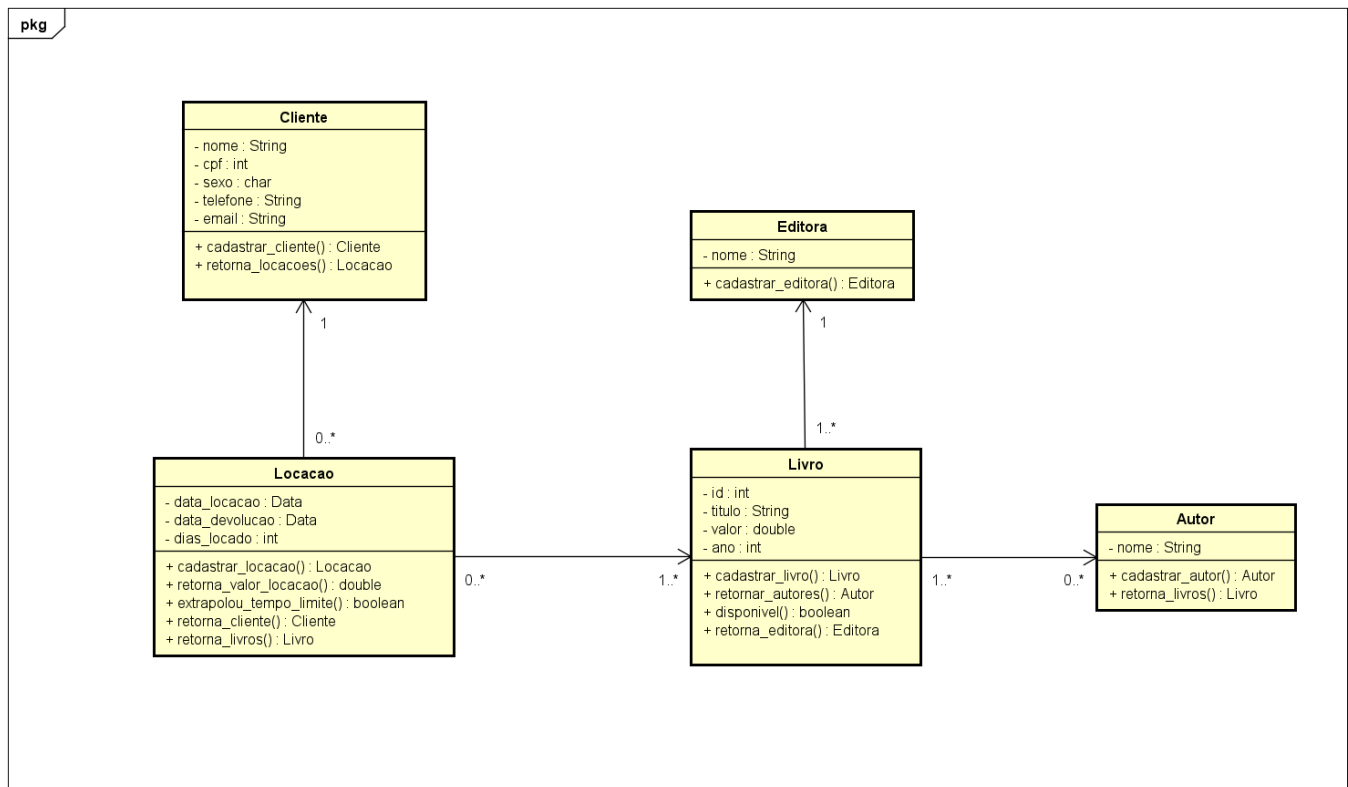 pkg
Cliente
- nome : String
- cpf : int
- sexo : char
- telefone : String
- email : String
+ cadastrar_cliente() : Cliente
+ retorna_locacoes() : Locacao
1
0..*
Editora
- nome : String
+ cadastrar_editora() : Editora
1
1..*
Locacao
- data_locacao : Data
- data_devolucao : Data
- dias_locado : int
+ cadastrar_locacao() : Locacao
+ retorna_valor_locacao() : double
+ extrapolou_tempo_limite() : boolean
+ retorna_cliente() : Cliente
+ retorna_livros() : Livro
0..*
1..*
Livro
- id : int
- titulo : String
- valor : double
- ano : int
+ cadastrar_livro() : Livro
+ retornar_autores() : Autor
+ disponivel() : boolean
+ retorna_editora() : Editora
1..*
0..*
Autor
- nome : String
+ cadastrar_autor() : Autor
+ retorna_livros() : Livro